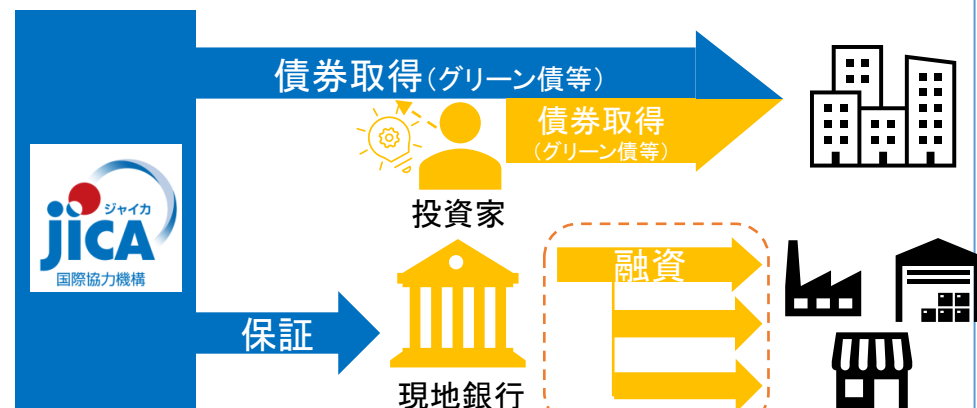 債券取得(グリーン債等)
債券取得
(グリーン債等)
投資家
ジャイカ
jICA
国際協力機構
融資
保証
現地銀行